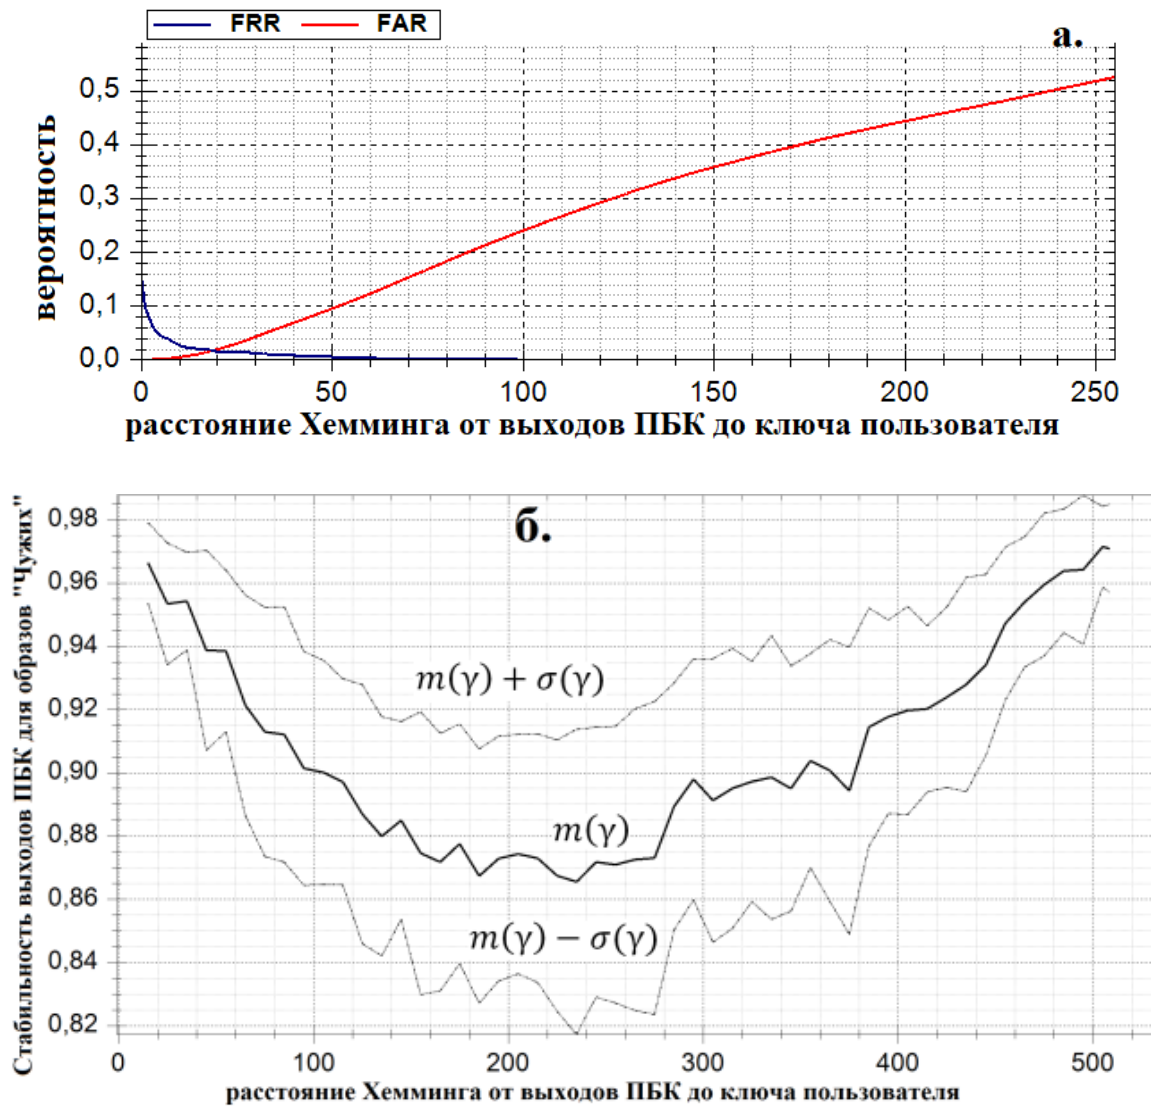 FRR FAR
а.
вероятность
0,5
0,4
0,3
0,2
0,1
0,0
0 50 100 150 200 250
расстояние Хемминга от выходов ПБК до ключа пользователя
б.
Стабильность выходов ПБК для образов "Чужих"
0,98
0,96
0,94
0,92
0,90
0,88
0,86
0,84
0,82
m(γ) + σ(γ)
m(γ)
m(γ) − σ(γ)
0 100 200 300 400 500
расстояние Хемминга от выходов ПБК до ключа пользователя